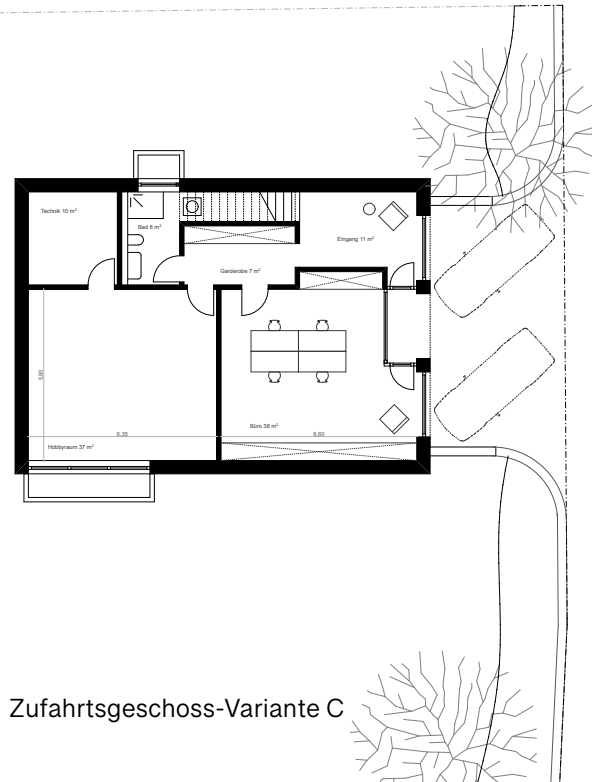 Technik 10 m²
Bad 8 m²
Eingang 11 m²
Garderobe 7 m²
5,80
Büro 38 m²
6,35
6,60
Hobbyraum 37 m²
Zufahrtsgeschoss-Variante C